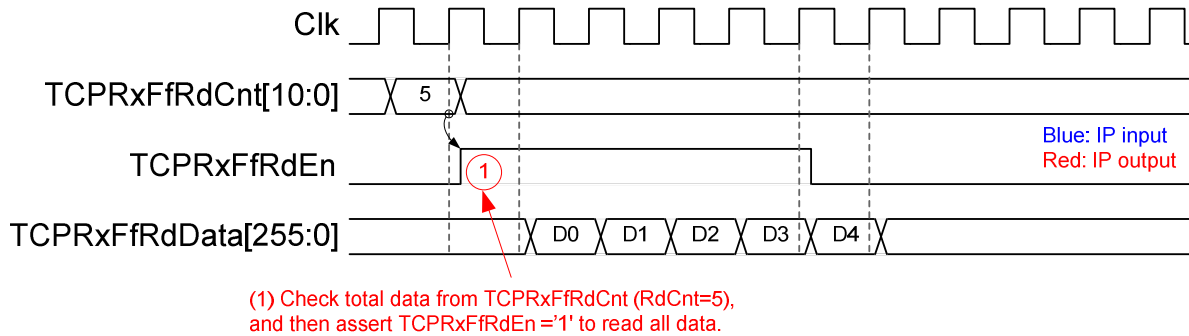 Clk
TCPRxFfRdCnt[10:0]
5
TCPRxFfRdEn
1
Blue: IP input
Red: IP output
TCPRxFfRdData[255:0]
D0 D1 D2 D3 D4
(1) Check total data from TCPRxFfRdCnt (RdCnt=5),
and then assert TCPRxFfRdEn ='1' to read all data.